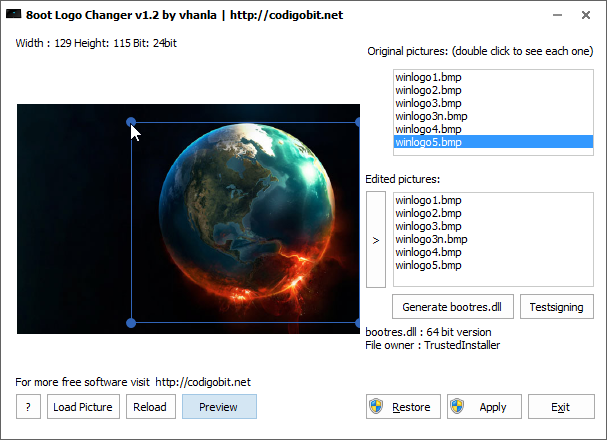 8oot Logo Changer v1.2 by vhanla | http://codigobit.net
Width : 129 Height: 115 Bit: 24bit
Original pictures: (double click to see each one)
winlogo1.bmp
winlogo2.bmp
winlogo3.bmp
winlogo3n.bmp
winlogo4.bmp
winlogo5.bmp
Edited pictures:
>
winlogo1.bmp
winlogo2.bmp
winlogo3.bmp
winlogo3n.bmp
winlogo4.bmp
winlogo5.bmp
Generate bootres.dll Testsigning
bootres.dll : 64 bit version
File owner : TrustedInstaller
For more free software visit http://codigobit.net
? Load Picture Reload Preview Restore Apply Exit